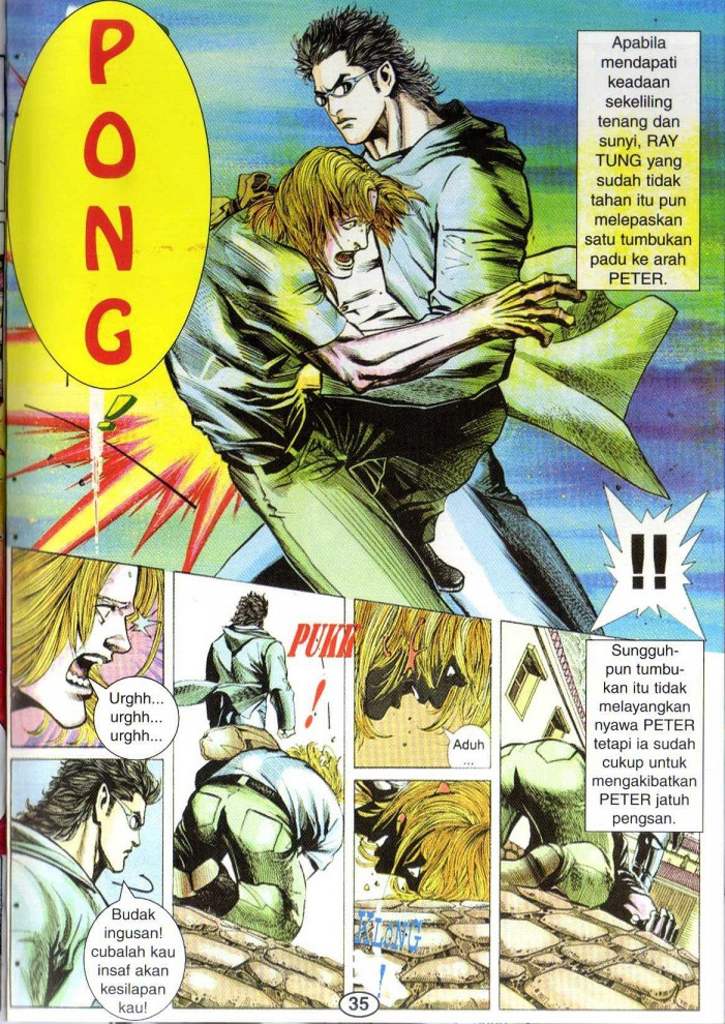 PONG!
Apabila
mendapati
keadaan
sekeliling
tenang dan
sunyi, RAY
TUNG yang
sudah tidak
tahan itu pun
melepaskan
satu tumbukan
padu ke arah
PETER.
!!
Urghh...
urghh...
urghh...
Budak
ingusan!
cubalah kau
insaf akan
kesilapan
kau!
PUKK!
Aduh
...
KLANG!
Sungguh-
pun tumbu-
kan itu tidak
melayangkan
nyawa PETER
tetapi ia sudah
cukup untuk
mengakibatkan
PETER jatuh
pengsan.
35